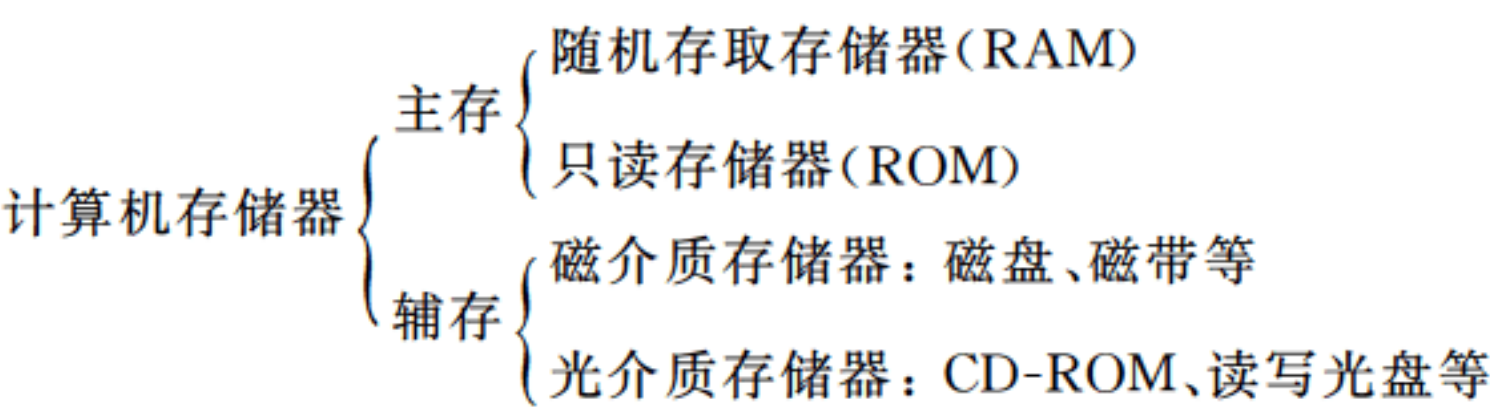 随机存取存储器(RAM)
主存
只读存储器(ROM)
计算机存储器
磁介质存储器：磁盘、磁带等
辅存
光介质存储器：CD-ROM、读写光盘等